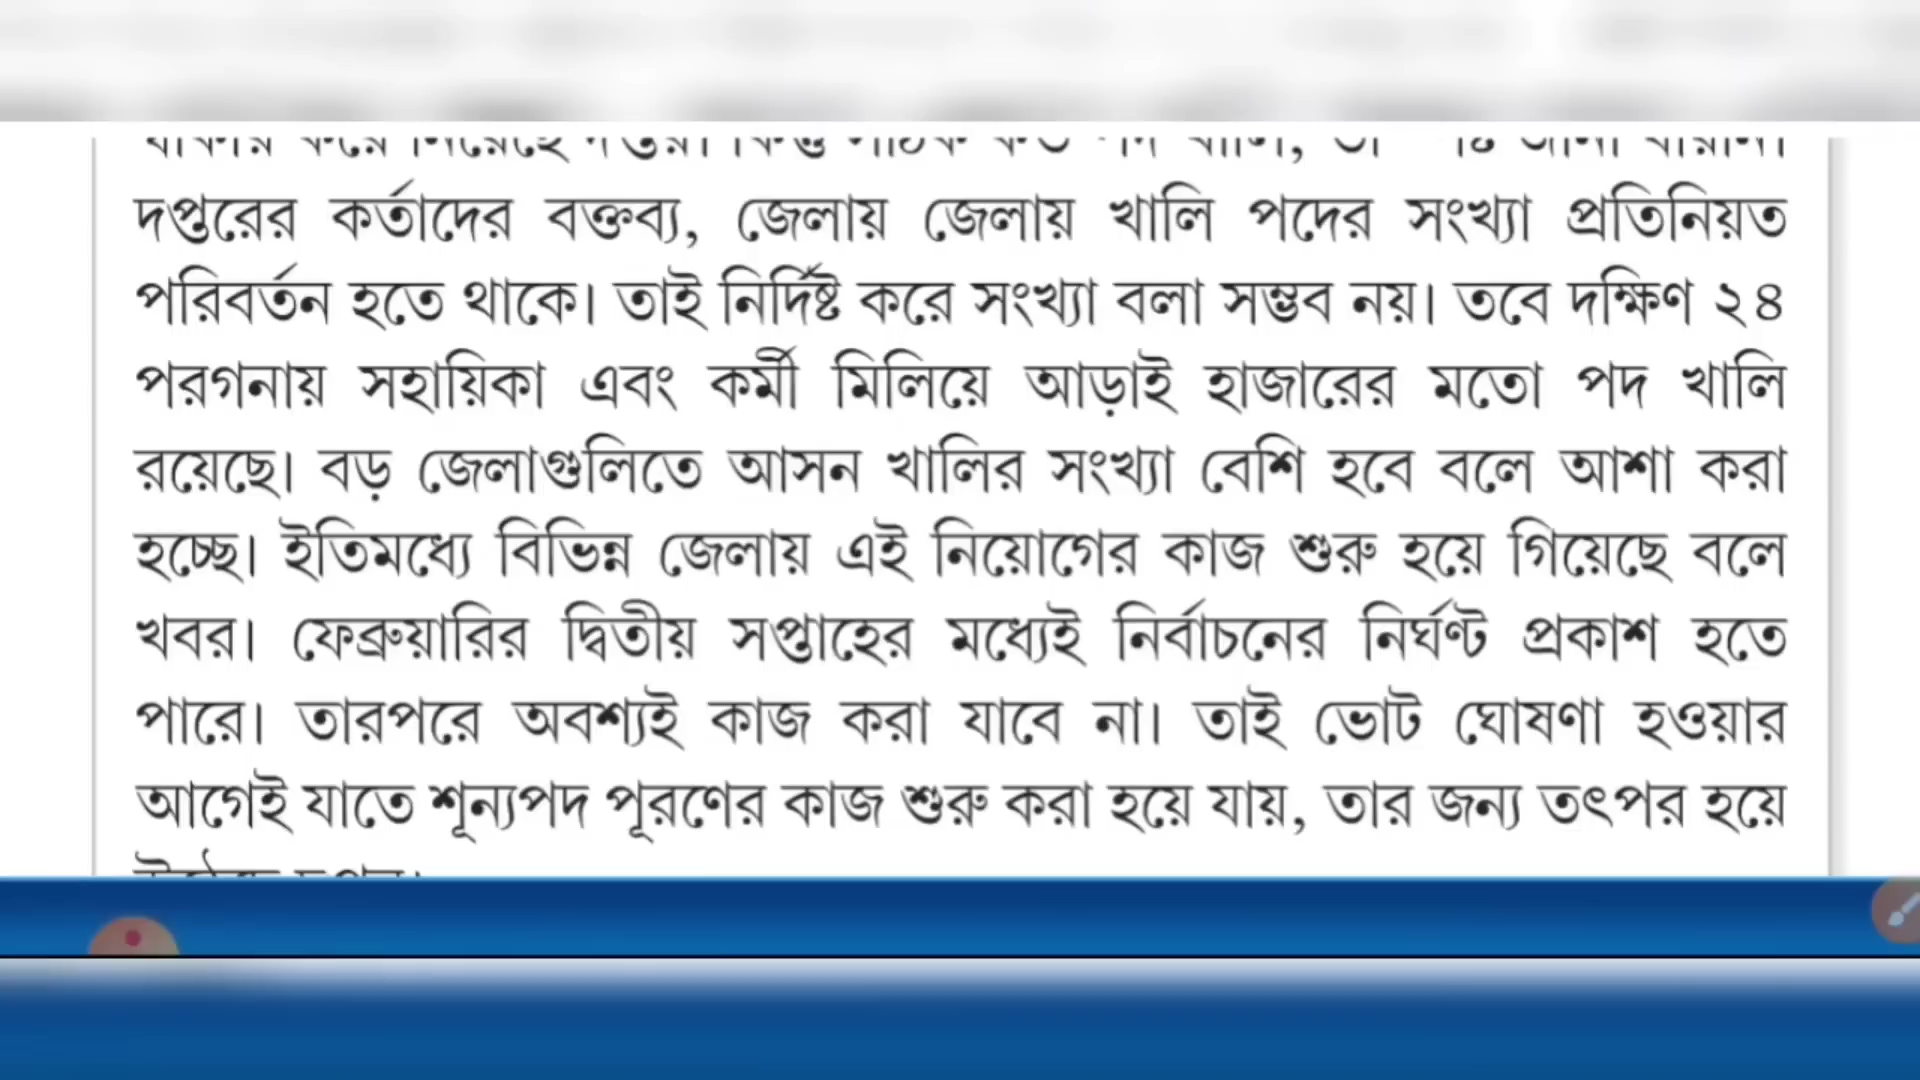 দপ্তরের কর্তাদের বক্তব্য, জেলায় জেলায় খালি পদের সংখ্যা প্রতিনিয়ত
পরিবর্তন হতে থাকে। তাই নির্দিষ্ট করে সংখ্যা বলা সম্ভব নয়। তবে দক্ষিণ ২৪
পরগনায় সহায়িকা এবং কর্মী মিলিয়ে আড়াই হাজারের মতো পদ খালি
রয়েছে। বড় জেলাগুলিতে আসন খালির সংখ্যা বেশি হবে বলে আশা করা
হচ্ছে। ইতিমধ্যে বিভিন্ন জেলায় এই নিয়োগের কাজ শুরু হয়ে গিয়েছে বলে
খবর। ফেব্রুয়ারির দ্বিতীয় সপ্তাহের মধ্যেই নির্বাচনের নির্ঘণ্ট প্রকাশ হতে
পারে। তারপরে অবশ্যই কাজ করা যাবে না। তাই ভোট ঘোষণা হওয়ার
আগেই যাতে শূন্যপদ পূরণের কাজ শুরু করা হয়ে যায়, তার জন্য তৎপর হয়ে